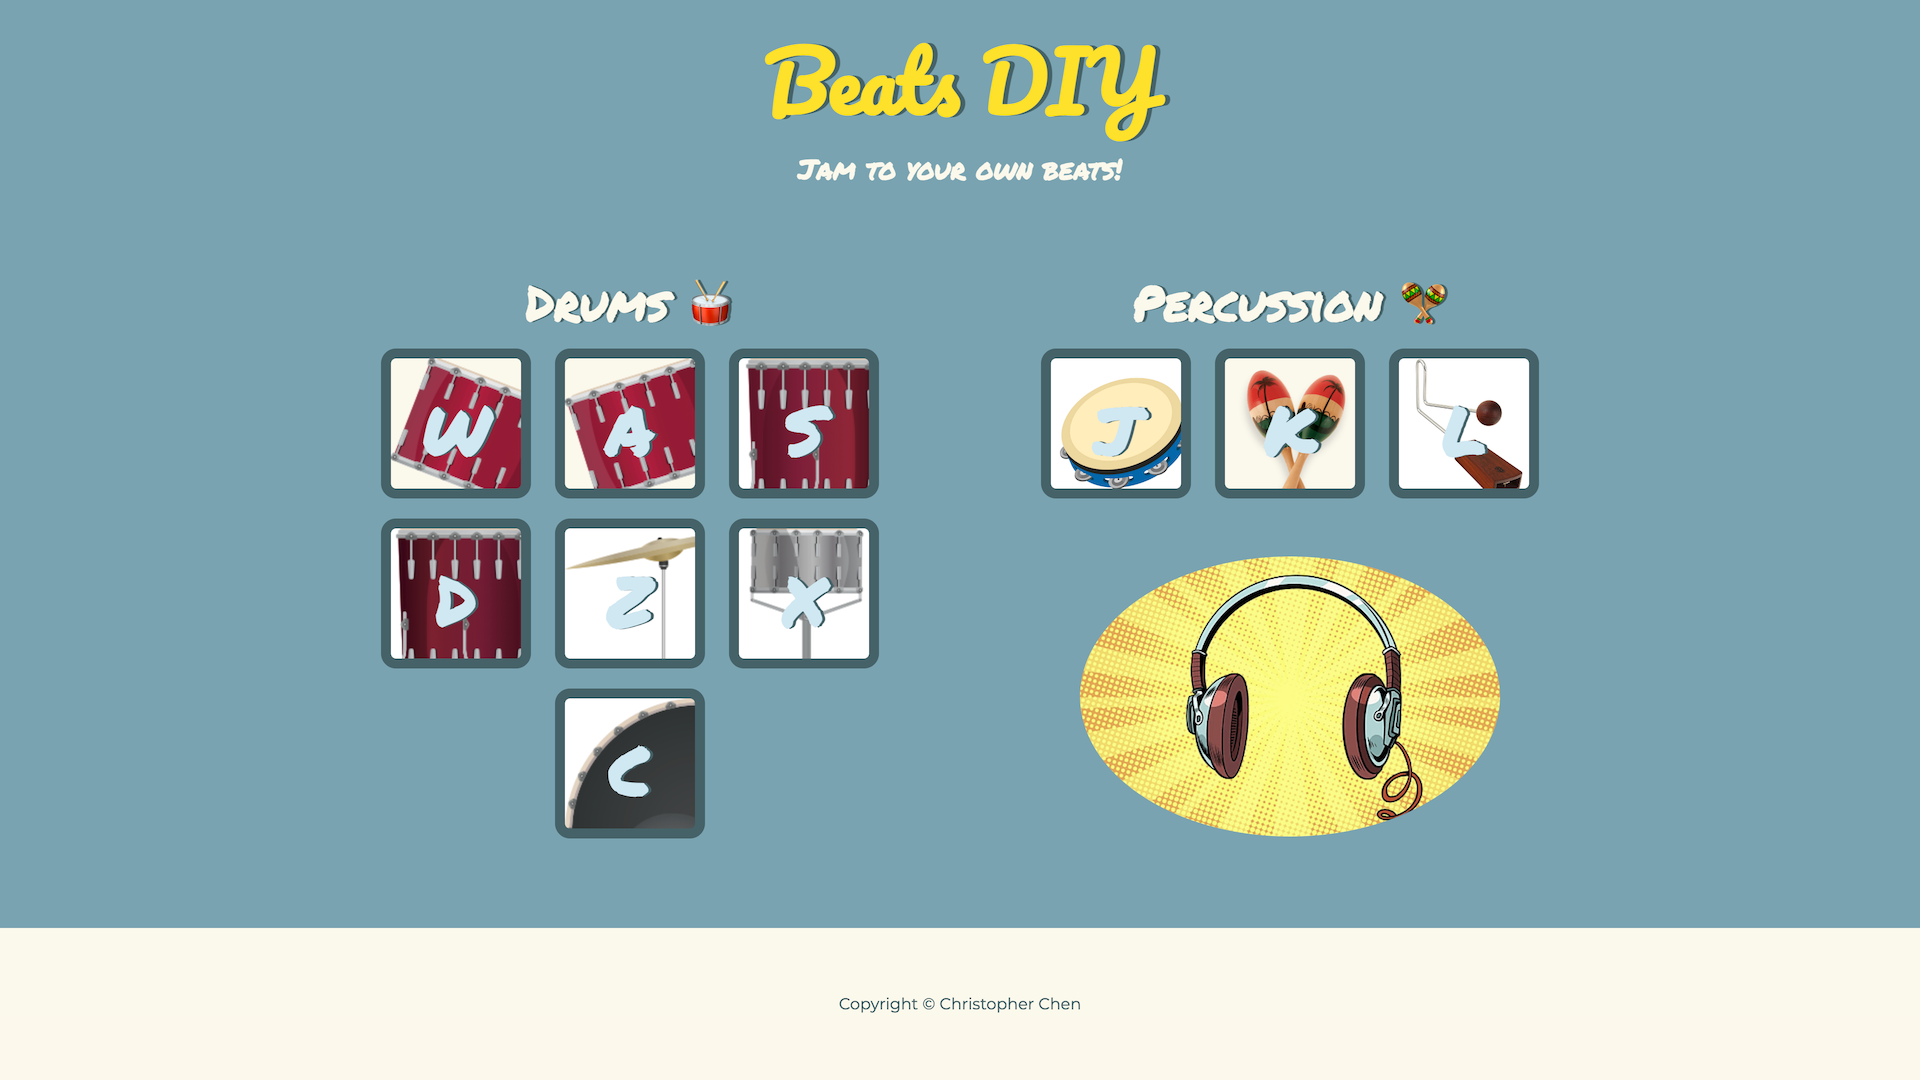 Beats DIY
Jam to your own beats!
Drums 🥁
W A S
D Z X
C
Percussion 🪇
J K L
Copyright © Christopher Chen